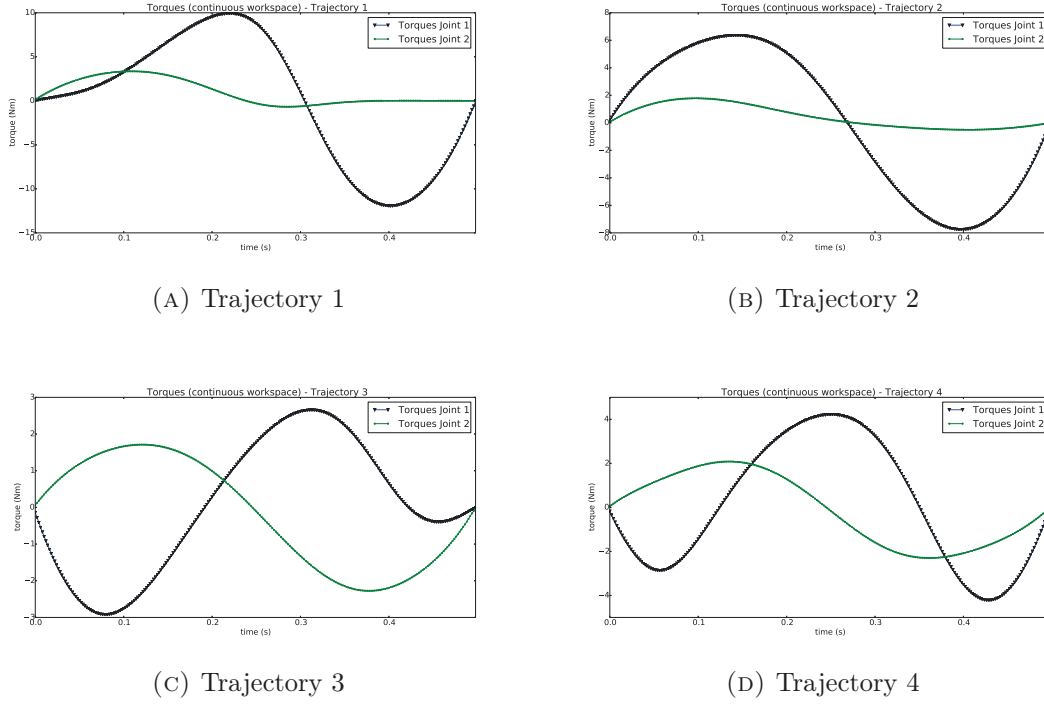 Torques (continuous workspace) - Trajectory 1
10
5
0
−5
−10
−15
torque (Nm)
Torques Joint 1
Torques Joint 2
0.0 0.1 0.2 0.3 0.4
time (s)
(A) Trajectory 1
Torques (continuous workspace) - Trajectory 2
8
6
4
2
0
−2
−4
−6
−8
torque (Nm)
Torques Joint 1
Torques Joint 2
0.0 0.1 0.2 0.3 0.4
time (s)
(B) Trajectory 2
Torques (continuous workspace) - Trajectory 3
3
2
1
0
−1
−2
−3
torque (Nm)
Torques Joint 1
Torques Joint 2
0.0 0.1 0.2 0.3 0.4
time (s)
(C) Trajectory 3
Torques (continuous workspace) - Trajectory 4
4
2
0
−2
−4
torque (Nm)
Torques Joint 1
Torques Joint 2
0.0 0.1 0.2 0.3 0.4
time (s)
(D) Trajectory 4